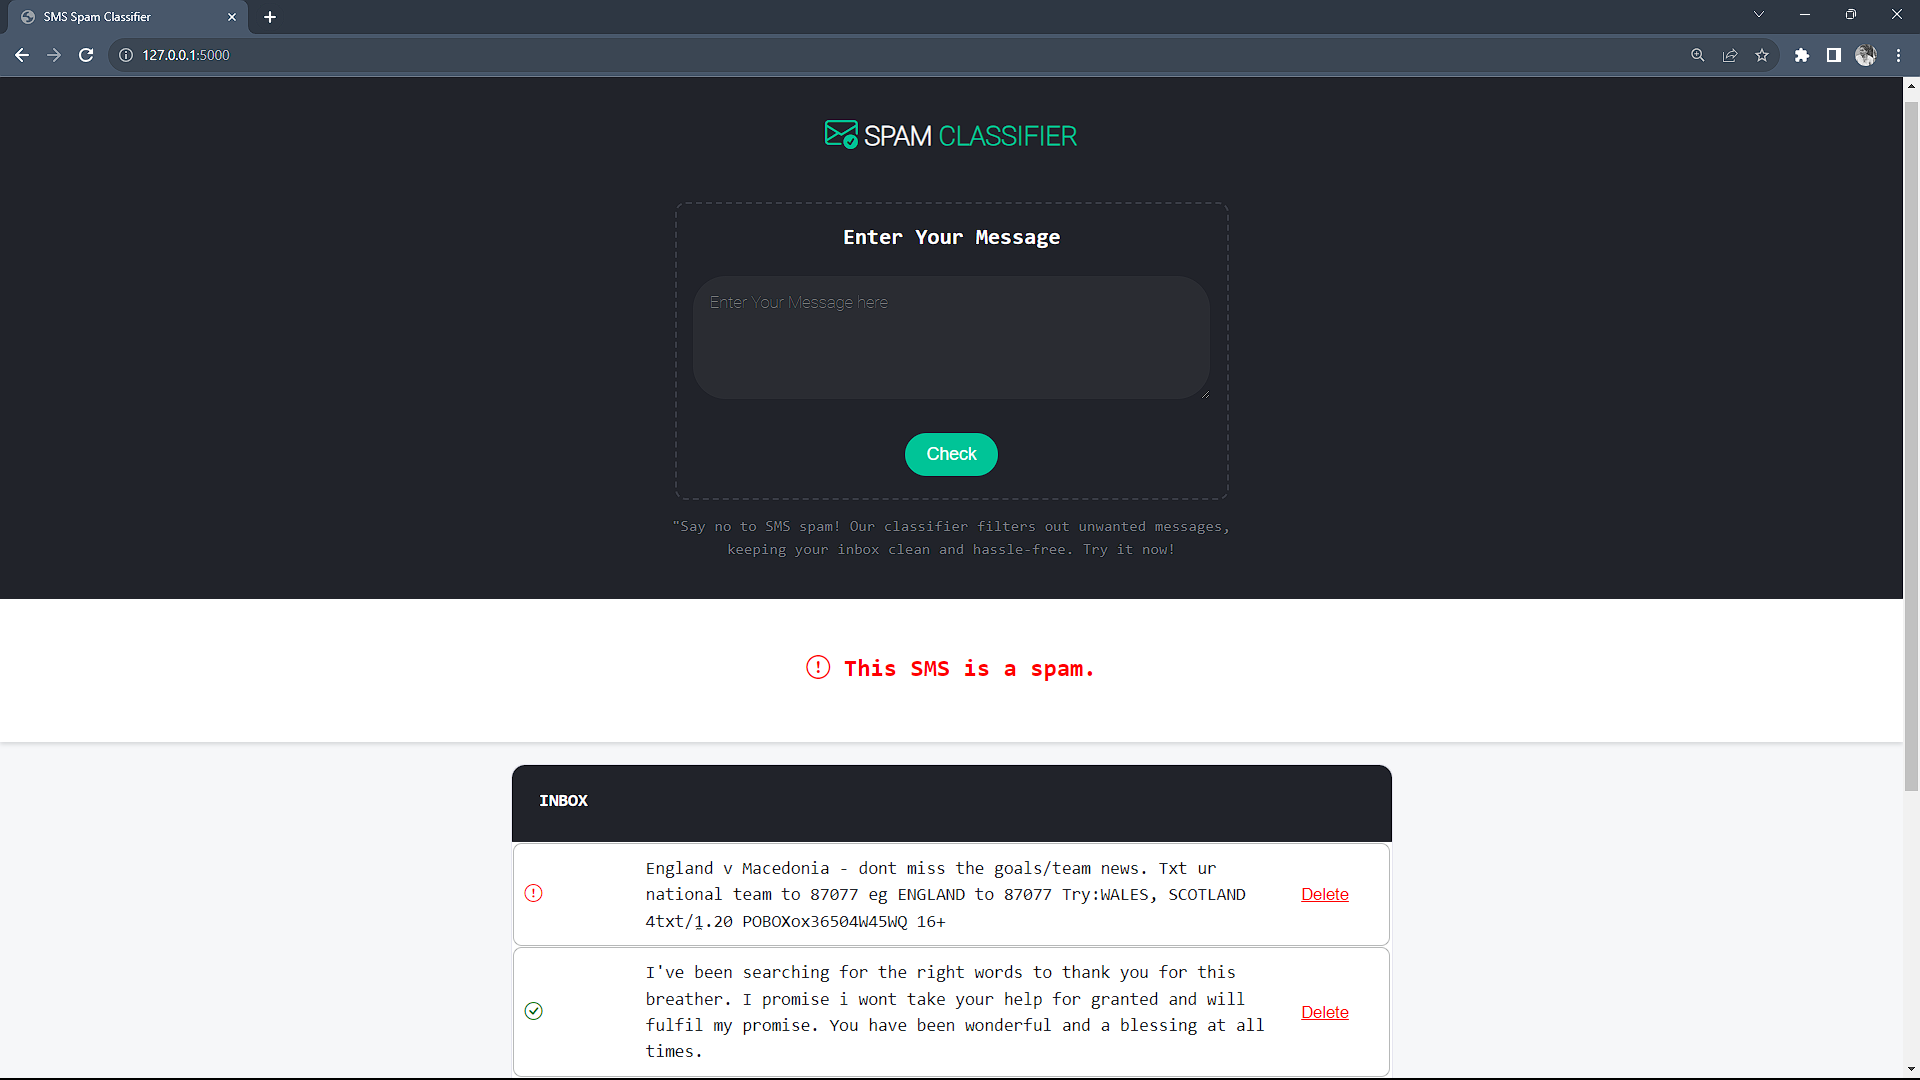 SMS Spam Classifier
127.0.0.1:5000
SPAM CLASSIFIER
Enter Your Message
Enter Your Message here
Check
"Say no to SMS spam! Our classifier filters out unwanted messages,
keeping your inbox clean and hassle-free. Try it now!
This SMS is a spam.
INBOX
England v Macedonia - dont miss the goals/team news. Txt ur
national team to 87077 eg ENGLAND to 87077 Try:WALES, SCOTLAND
4txt/1.20 POBOXox36504W45WQ 16+
Delete
I've been searching for the right words to thank you for this
breather. I promise i wont take your help for granted and will
fulfil my promise. You have been wonderful and a blessing at all
times.
Delete